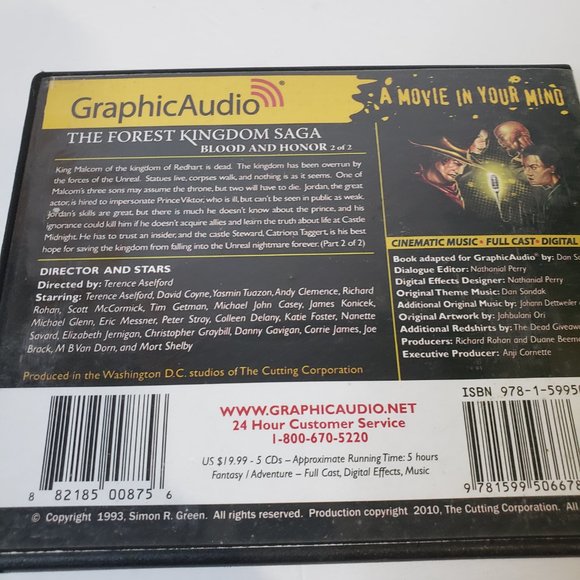 GraphicAudio®
A MOVIE IN YOUR MIND
THE FOREST KINGDOM SAGA
BLOOD AND HONOR 2 of 2
King Malcom of the kingdom of Redhart is dead. The kingdom has been overrun by
the forces of the Unreal. Statues live, corpses walk, and nothing is as it seems. One of
Malcom's three sons may assume the throne, but two will have to die. Jordan, the great
actor, is hired to impersonate Prince Viktor, who is ill, but can't be seen in public as weak.
Jordan's skills are great, but there is much he doesn't know about the prince, and his
ignorance could kill him if he doesn't acquire allies and learn the truth about life at Castle
Midnight. He has to trust an insider, and the castle Steward, Catriona Taggert, is his best
hope for saving the kingdom from falling into the Unreal nightmare forever. (Part 2 of 2)
DIRECTOR AND STARS
Directed by: Terence Aselford
Starring: Terence Aselford, David Coyne, Yasmin Tuazon, Andy Clemence, Richard
Rohan, Scott McCormick, Tim Getman, Michael John Casey, James Konicek,
Michael Glenn, Eric Messner, Peter Stray, Colleen Delany, Katie Foster, Nanette
Savard, Elizabeth Jernigan, Christopher Graybill, Danny Gavigan, Corrie James, Joe
Brack, M B Van Dorn, and Mort Shelby
Produced in the Washington D.C. studios of The Cutting Corporation
CINEMATIC MUSIC • FULL CAST • DIGITAL
Book adapted for GraphicAudio® by: Don
Dialogue Editor: Nathanial Perry
Digital Effects Designer: Nathanial Perry
Original Theme Music: Dan Sondak
Additional Original Music by: Johann Dettweiler
Original Artwork by: Jahbulani Ori
Additional Redshirts by: The Dead Giveaw
Producers: Richard Rohan and Duane Beem
Executive Producer: Anji Cornette
WWW.GRAPHICAUDIO.NET
24 Hour Customer Service
1-800-670-5220
US $19.99 - 5 CDs – Approximate Running Time: 5 hours
Fantasy / Adventure – Full Cast, Digital Effects, Music
8 82185 00875 6
ISBN 978-1-5995
9 781599 506678
© Copyright 1993, Simon R. Green. All rights reserved. Production copyright 2010, The Cutting Corporation. All